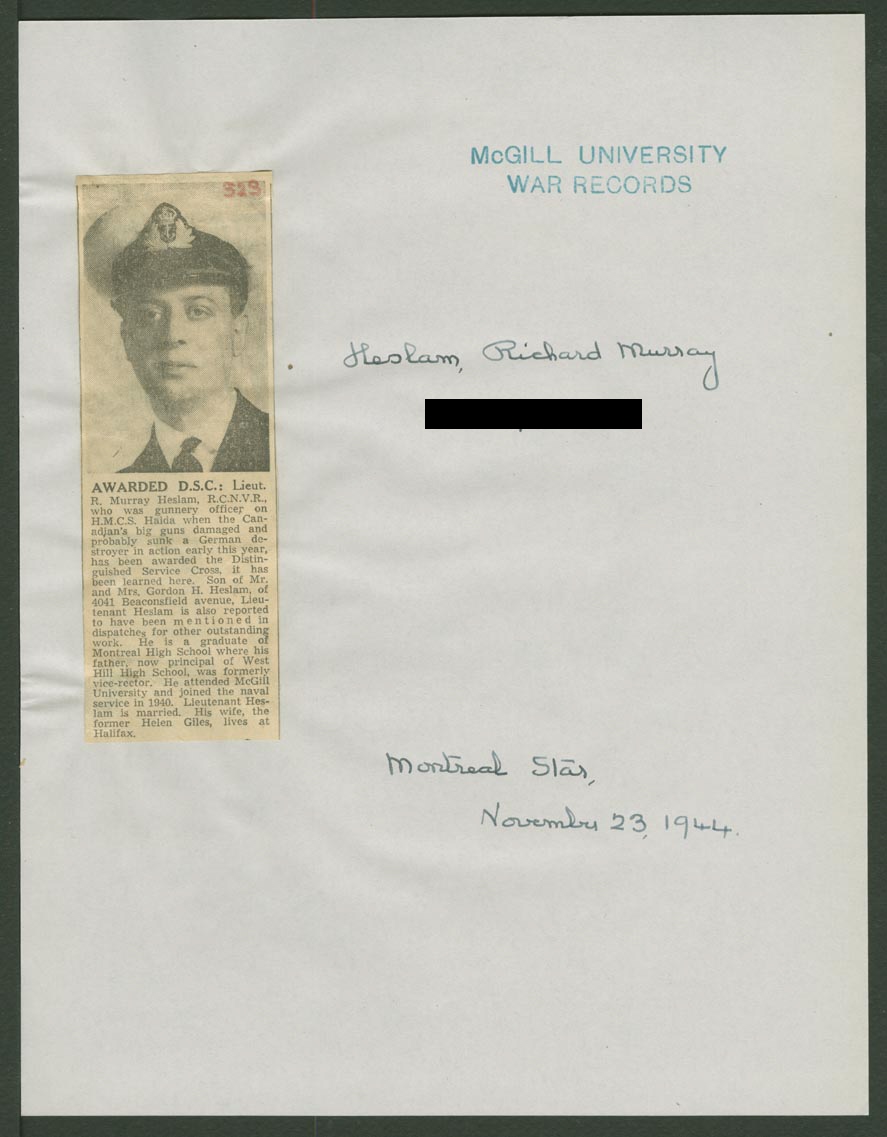 McGILL UNIVERSITY
WAR RECORDS
Heslam, Richard Murray
AWARDED D.S.C.: Lieut.
R. Murray Heslam, R.C.N.V.R.,
who was gunnery officer on
H.M.C.S. Haida when the Can-
adian's big guns damaged and
probably sunk a German de-
stroyer in action early this year,
has been awarded the Distin-
guished Service Cross, it has
been learned here. Son of Mr.
and Mrs. Gordon H. Heslam, of
4041 Beaconsfield avenue, Lieu-
tenant Heslam is also reported
to have been mentioned in
dispatches for other outstanding
work. He is a graduate of
Montreal High School where his
father, now principal of West
Hill High School, was formerly
vice-rector. He attended McGill
University and joined the naval
service in 1940. Lieutenant Hes-
lam is married. His wife, the
former Helen Giles, lives at
Halifax.
Montreal Star,
November 23, 1944.